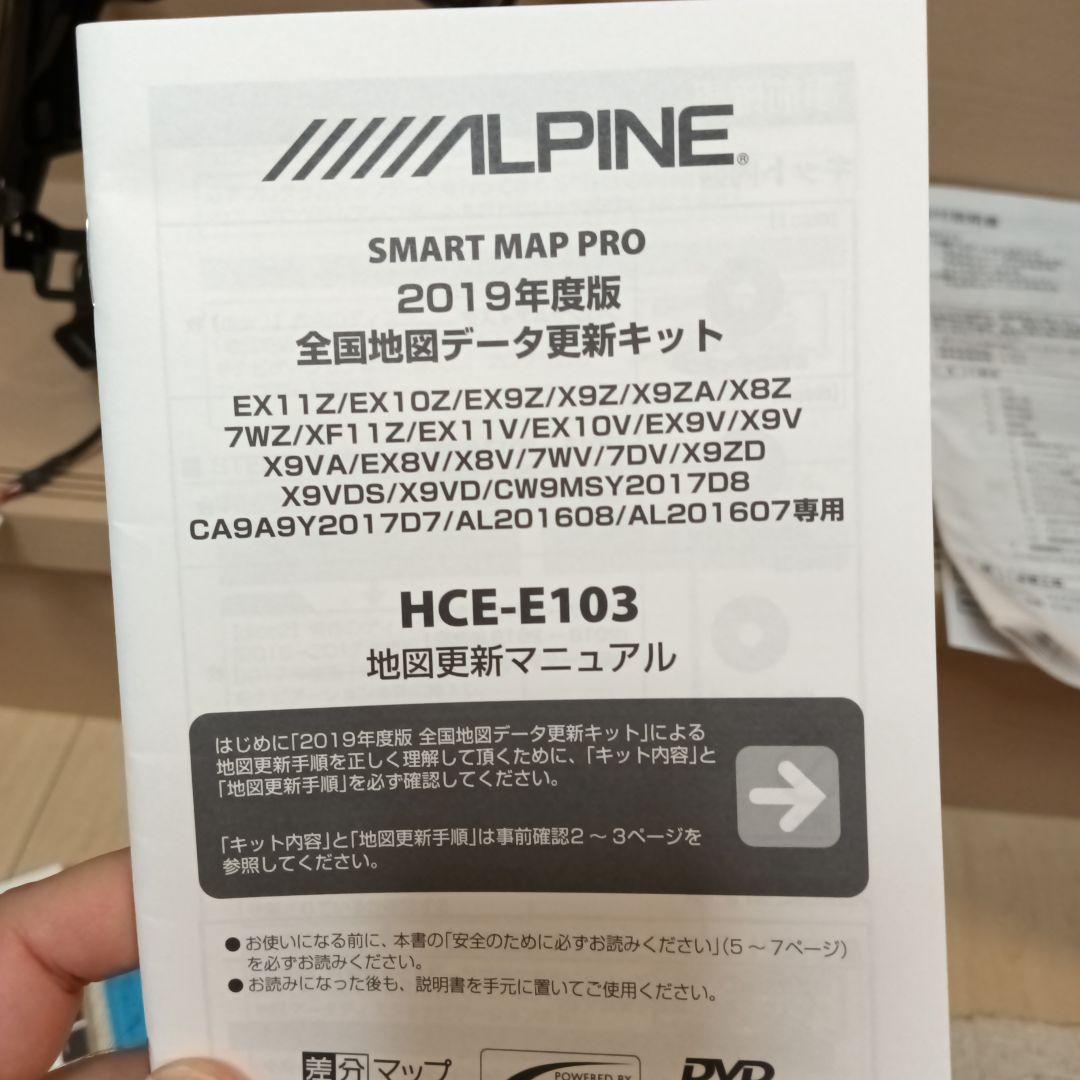 ALPINE®
SMART MAP PRO
2019年度版
全国地図データ更新キット
EX11Z/EX10Z/EX9Z/X9Z/X9ZA/X8Z
7WZ/XF11Z/EX11V/EX10V/EX9V/X9V
X9VA/EX8V/X8V/7WV/7DV/X9ZD
X9VDS/X9VD/CW9MSY2017D8
CA9A9Y2017D7/AL201608/AL201607専用
HCE-E103
地図更新マニュアル
はじめに「2019年度版 全国地図データ更新キット」による
地図更新手順を正しく理解して頂くために、「キット内容」と
「地図更新手順」を必ず確認してください。
「キット内容」と「地図更新手順」は事前確認2 ～ 3ページを
参照してください。
● お使いになる前に、本書の「安全のために必ずお読みください」（5 ～ 7ページ）
を必ずお読みください。
● お読みになった後も、説明書を手元に置いてご使用ください。
差分マップ
POWERED BY
DVD